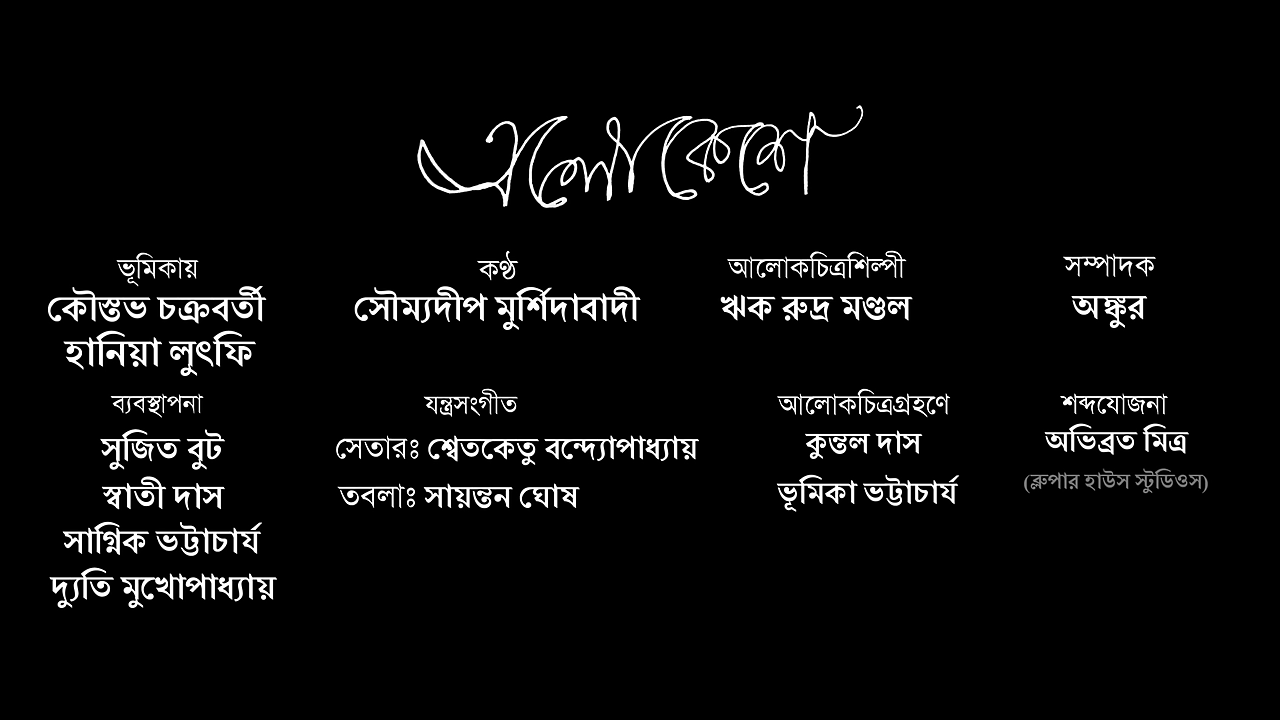 এলোকেশে
ভূমিকায়
কৌস্তভ চক্রবর্তী
হানিয়া লুৎফি
কণ্ঠ
সৌম্যদীপ মুর্শিদাবাদী
আলোকচিত্রশিল্পী
ঋক রুদ্র মণ্ডল
সম্পাদক
অঙ্কুর
ব্যবস্থাপনা
সুজিত বুট
স্বাতী দাস
সাগ্নিক ভট্টাচার্য
দ্যুতি মুখোপাধ্যায়
যন্ত্রসংগীত
সেতারঃ শ্বেতকেতু বন্দ্যোপাধ্যায়
তবলাঃ সায়ন্তন ঘোষ
আলোকচিত্রগ্রহণে
কুন্তল দাস
ভূমিকা ভট্টাচার্য
শব্দযোজনা
অভিব্রত মিত্র
(ব্লুপার হাউস স্টুডিওস)